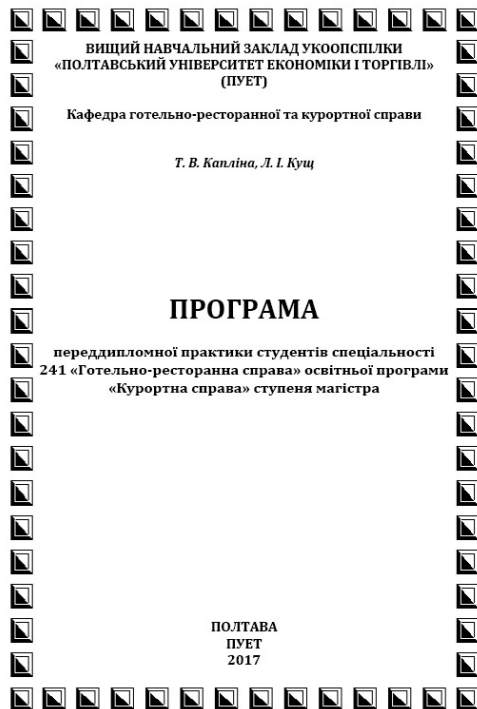 ВИЩИЙ НАВЧАЛЬНИЙ ЗАКЛАД УКООПСПІЛКИ
«ПОЛТАВСЬКИЙ УНІВЕРСИТЕТ ЕКОНОМІКИ І ТОРГІВЛІ»
(ПУЕТ)
Кафедра готельно-ресторанної та курортної справи
Т. В. Капліна, Л. І. Кущ
ПРОГРАМА
переддипломної практики студентів спеціальності
241 «Готельно-ресторанна справа» освітньої програми
«Курортна справа» ступеня магістра
ПОЛТАВА
ПУЕТ
2017